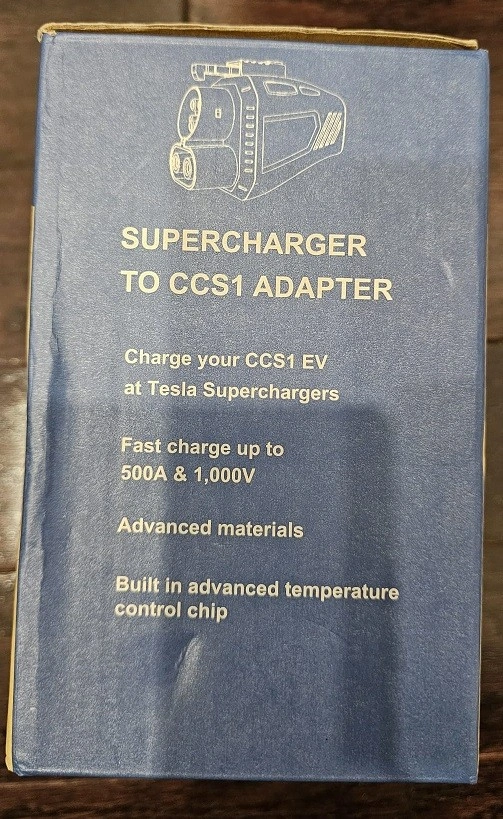 SUPERCHARGER
TO CCS1 ADAPTER
Charge your CCS1 EV
at Tesla Superchargers
Fast charge up to
500A & 1,000V
Advanced materials
Built in advanced temperature
control chip